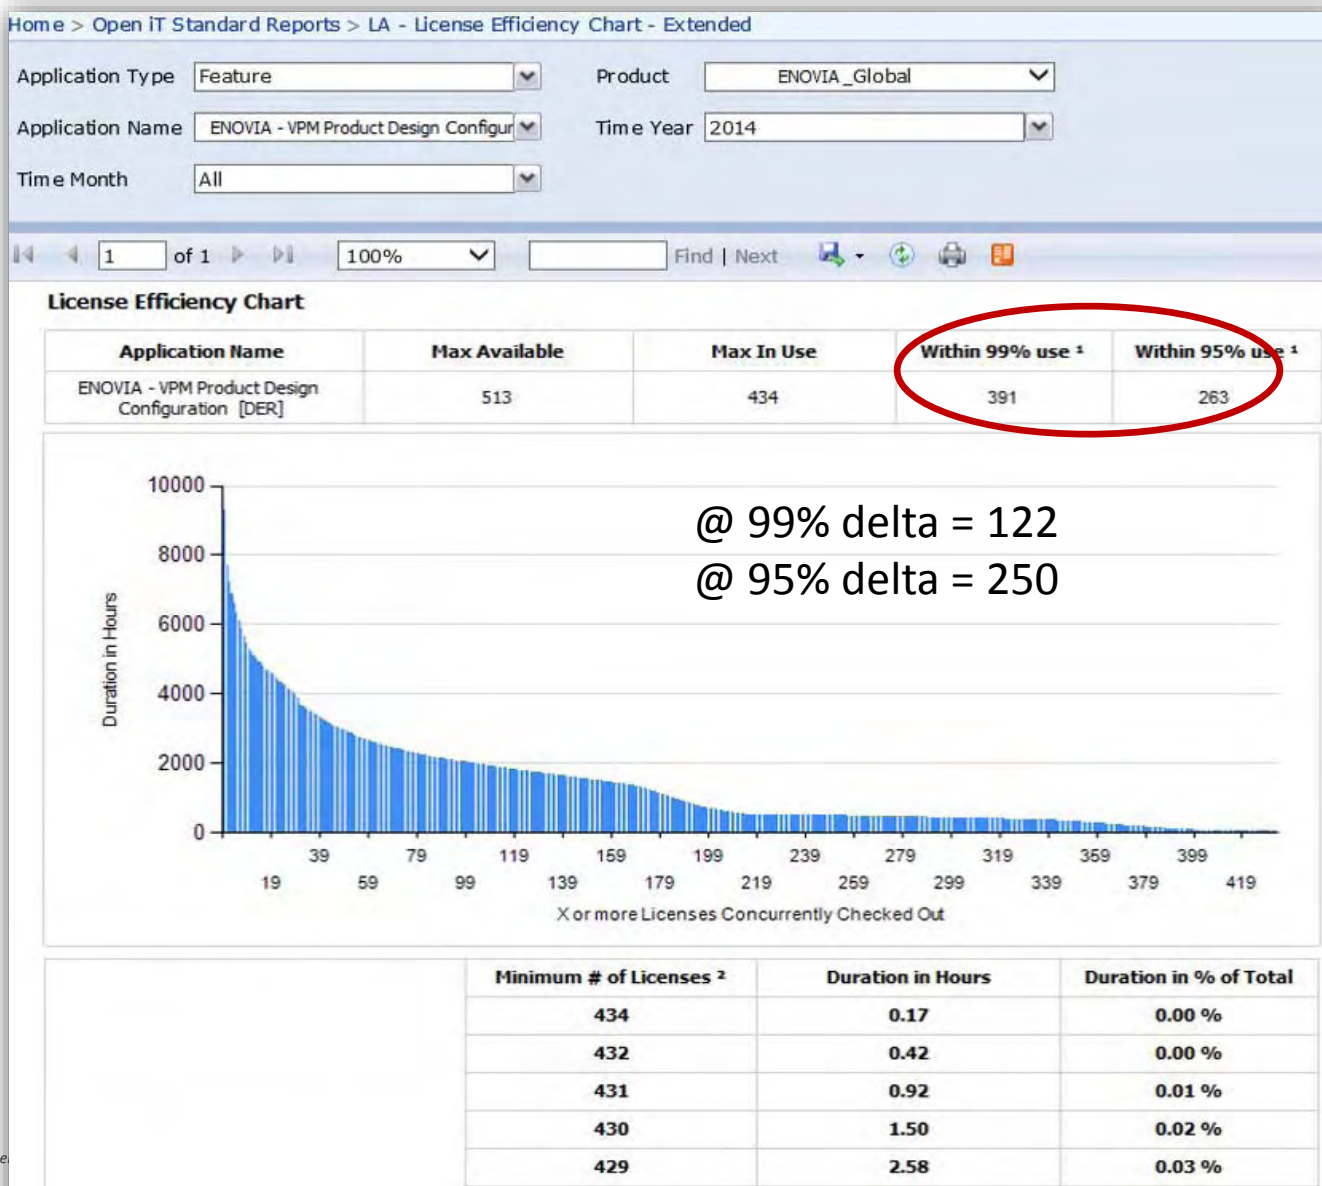 Home > Open iT Standard Reports > LA - License Efficiency Chart - Extended
Application Type Feature Product ENOVIA_Global
Application Name ENOVIA - VPM Product Design Configur Time Year 2014
Time Month All
1 of 1 100% Find | Next
License Efficiency Chart
Application Name Max Available Max In Use Within 99% use ¹ Within 95% use ¹
ENOVIA - VPM Product Design
Configuration [DER] 513 434 391 263
@ 99% delta = 122
@ 95% delta = 250
Duration in Hours
10000
8000
6000
4000
2000
0
39 79 119 159 199 239 279 319 359 399
19 59 99 139 179 219 259 299 339 379 419
X or more Licenses Concurrently Checked Out
Minimum # of Licenses ² Duration in Hours Duration in % of Total
434 0.17 0.00 %
432 0.42 0.00 %
431 0.92 0.01 %
430 1.50 0.02 %
429 2.58 0.03 %